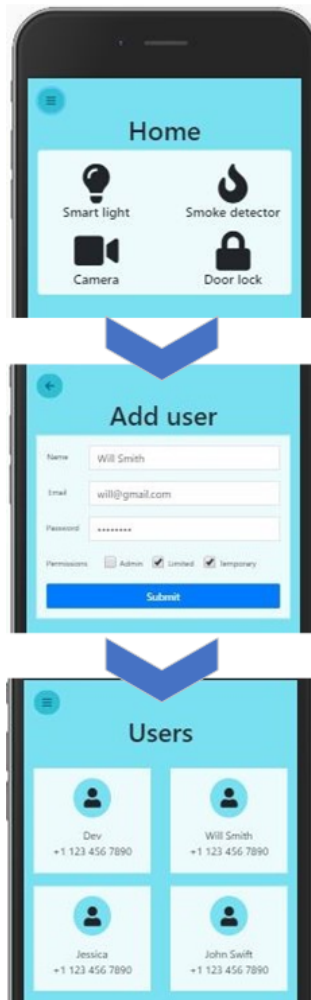 Home
Smart light Smoke detector
Camera Door lock
Add user
Name Will Smith
Email will@gmail.com
Password ••••••••
Permissions Admin Limited Temporary
Submit
Users
Dev Will Smith
+1 123 456 7890 +1 123 456 7890
Jessica John Swift
+1 123 456 7890 +1 123 456 7890